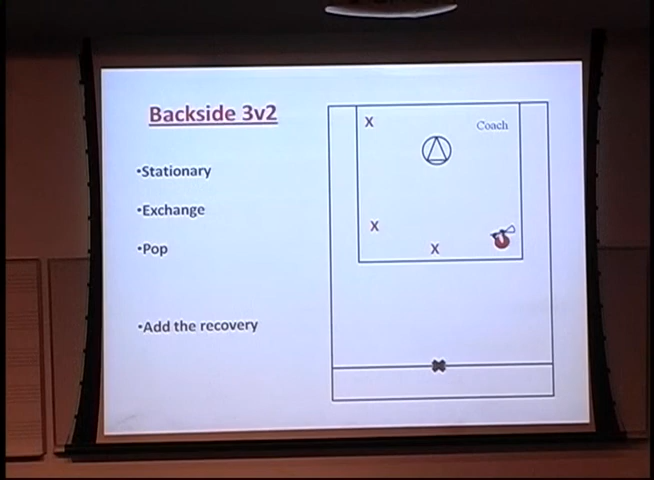 Backside 3v2
•Stationary
•Exchange
•Pop
•Add the recovery
X
Coach
X
X